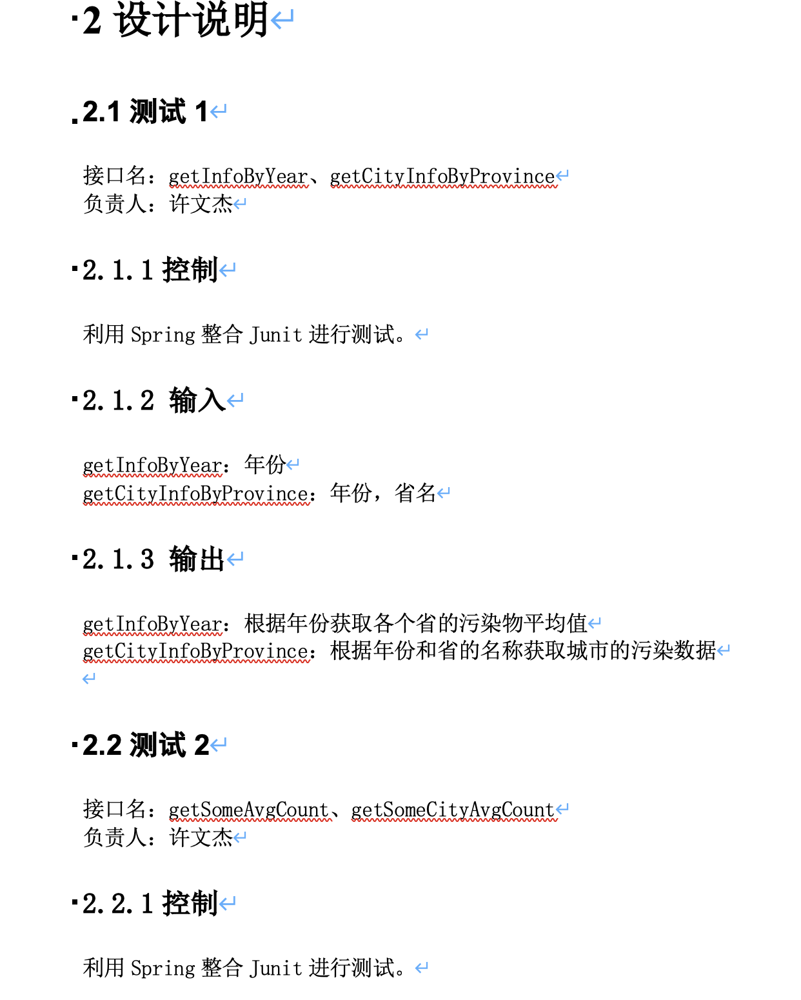 2 设计说明
2.1 测试 1
接口名：getInfoByYear、getCityInfoByProvince
负责人：许文杰
2.1.1 控制
利用 Spring 整合 Junit 进行测试。
2.1.2 输入
getInfoByYear：年份
getCityInfoByProvince：年份，省名
2.1.3 输出
getInfoByYear：根据年份获取各个省的污染物平均值
getCityInfoByProvince：根据年份和省的名称获取城市的污染数据
2.2 测试 2
接口名：getSomeAvgCount、getSomeCityAvgCount
负责人：许文杰
2.2.1 控制
利用 Spring 整合 Junit 进行测试。